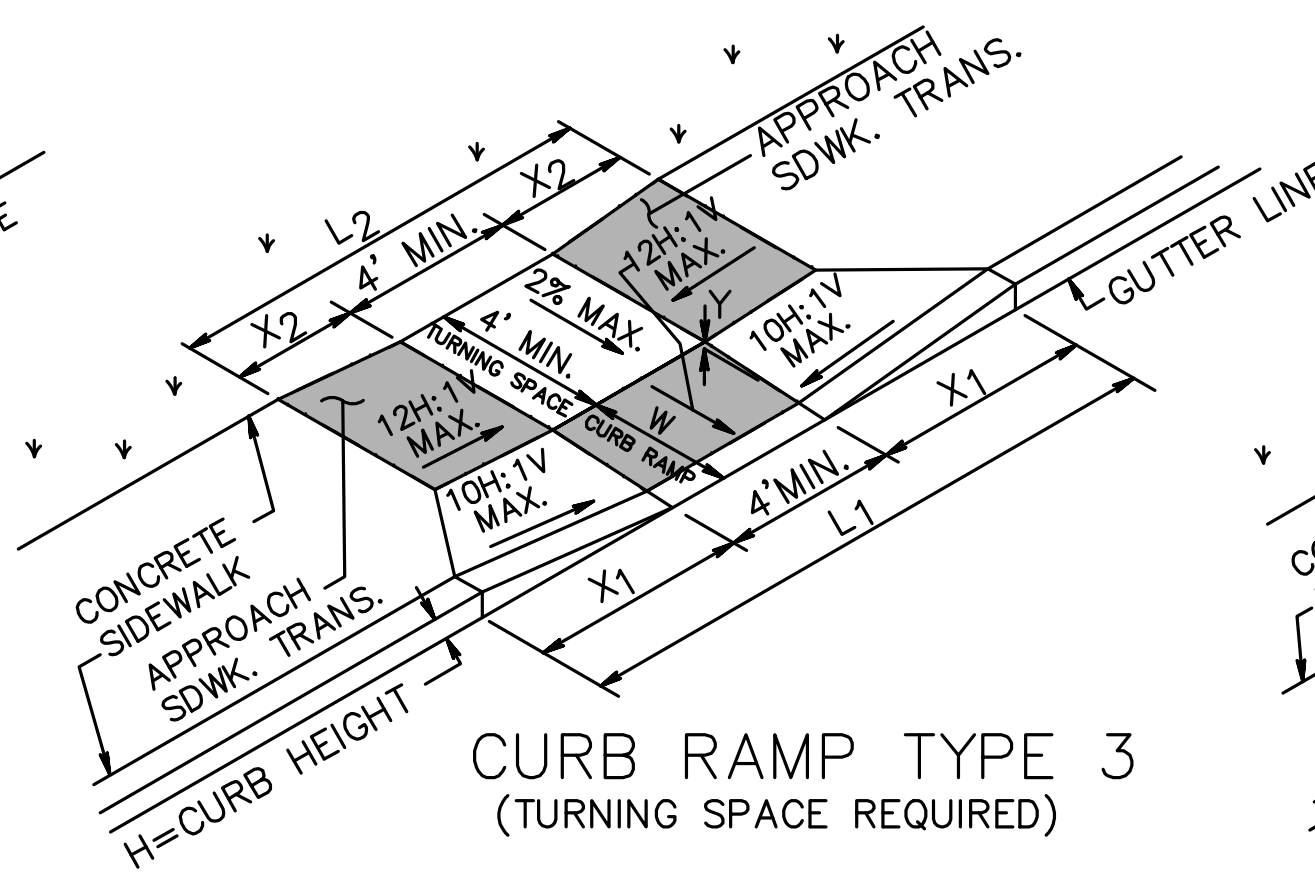 APPROACH
SDWK. TRANS.
X2
L2
4' MIN.
X2
12H:1V
MAX.
2% MAX.
Y
GUTTER LINE
10H:1V
MAX.
4' MIN.
TURNING SPACE
12H:1V
MAX.
W
CURB RAMP
X1
10H:1V
MAX.
4'MIN.
L1
X1
CONCRETE
SIDEWALK
APPROACH
SDWK. TRANS.
H=CURB HEIGHT
CURB RAMP TYPE 3
(TURNING SPACE REQUIRED)